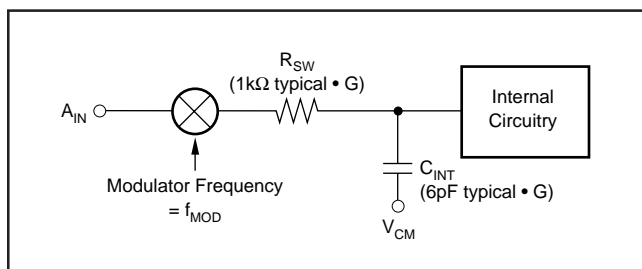 R_SW
(1kΩ typical • G)
A_IN
Internal
Circuitry
Modulator Frequency
= f_MOD
C_INT
(6pF typical • G)
V_CM